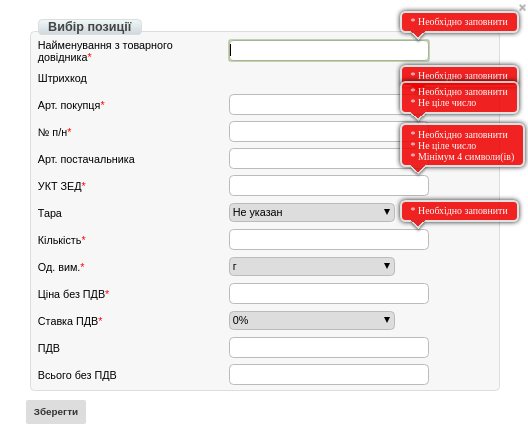 Вибір позиції
* Необхідно заповнити
Найменування з товарного
довідника*
Штрихкод
* Необхідно заповнити
* Необхідно заповнити
* Не ціле число
Арт. покупця*
№ п/н*
* Необхідно заповнити
* Не ціле число
* Мінімум 4 символи(ів)
Арт. постачальника
УКТ ЗЕД*
Тара
Не указан
* Необхідно заповнити
Кількість*
Од. вим.*
г
Ціна без ПДВ*
Ставка ПДВ*
0%
ПДВ
Всього без ПДВ
Зберегти